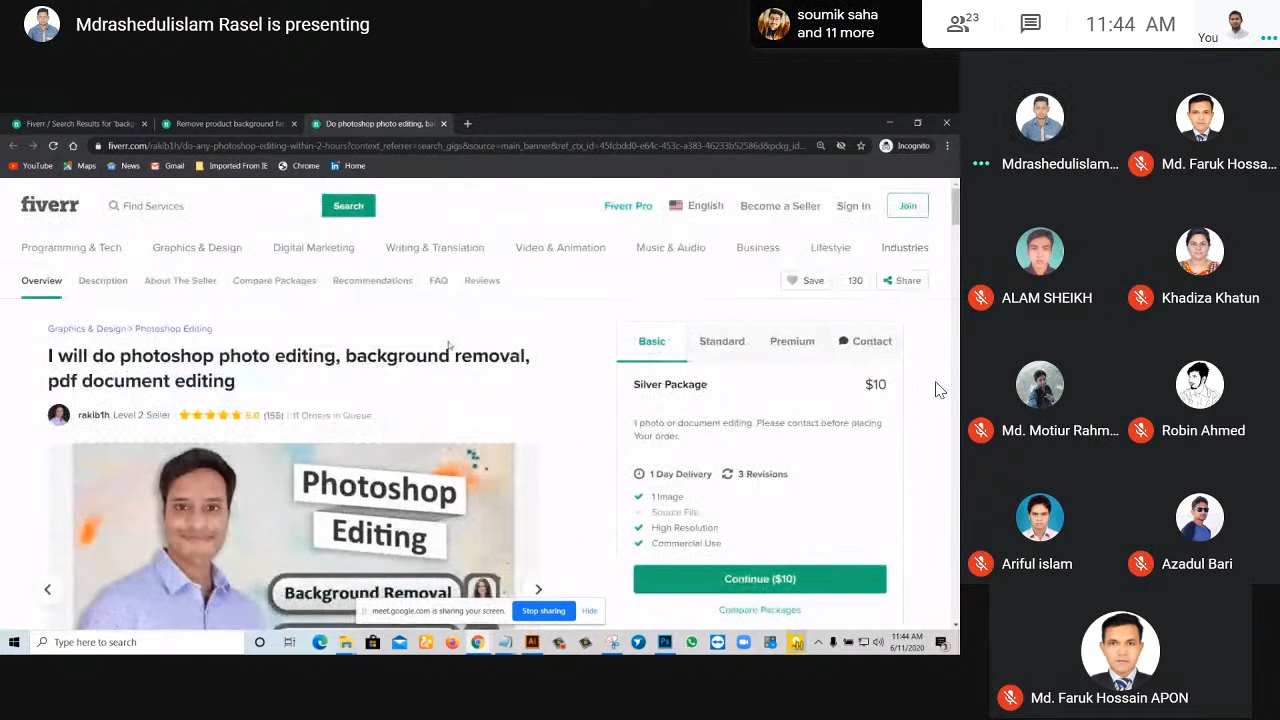 Mdrashedulislam Rasel is presenting
soumik saha
and 11 more
23
11:44 AM
You
Fiverr / Search Results for 'backg
Remove product background fa
Do photoshop photo editing, ba
fiverr.com/rakib1h/do-any-photoshop-editing-within-2-hours?context_referrer=search_gigs&source=main_banner&ref_ctx_id=45fcbdd0-e64c-453c-a383-46233b52586d&pckg_id...
Incognito
YouTube
Maps
News
Gmail
Imported From IE
Chrome
Home
fiverr
Find Services
Search
Fiverr Pro
English
Become a Seller
Sign in
Join
Programming & Tech
Graphics & Design
Digital Marketing
Writing & Translation
Video & Animation
Music & Audio
Business
Lifestyle
Industries
Overview
Description
About The Seller
Compare Packages
Recommendations
FAQ
Reviews
Save
130
Share
Graphics & Design> Photoshop Editing
I will do photoshop photo editing, background removal,
pdf document editing
rakib1h, Level 2 Seller
5.0 (155)
11 Orders in Queue
Photoshop
Editing
Background Removal
Basic
Standard
Premium
Contact
Silver Package
$10
1 photo or document editing. Please contact before placing
Your order.
1 Day Delivery
3 Revisions
1 Image
Source File
High Resolution
Commercial Use
Continue ($10)
Compare Packages
meet.google.com is sharing your screen.
Stop sharing
Hide
Type here to search
11:44 AM
6/11/2020
Mdrashedulislam...
Md. Faruk Hossa...
ALAM SHEIKH
Khadiza Khatun
Md. Motiur Rahm...
Robin Ahmed
Ariful islam
Azadul Bari
Md. Faruk Hossain APON